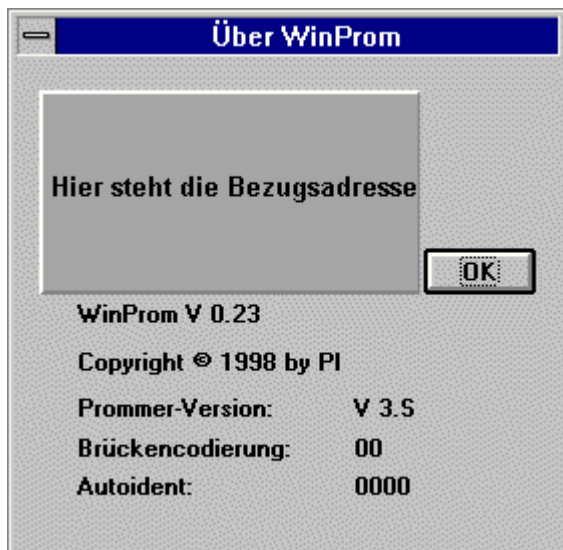 Über WinProm
Hier steht die Bezugsadresse
OK
WinProm V 0.23
Copyright © 1998 by PI
Prommer-Version: V 3.S
Brückencodierung: 00
Autoident: 0000